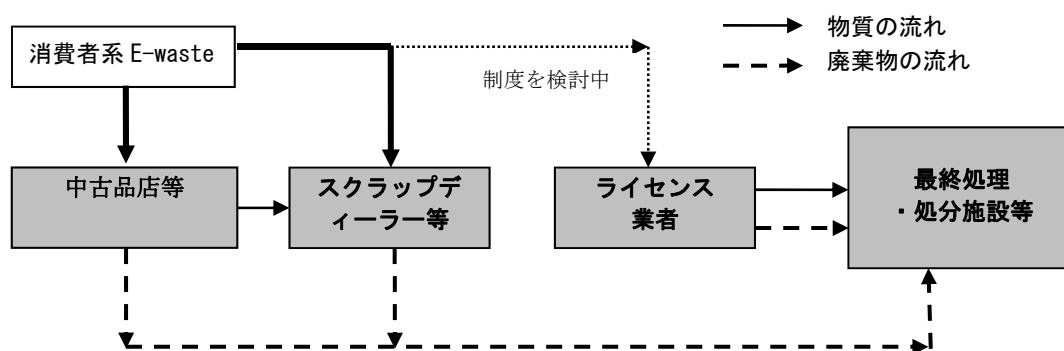 消費者系 E-waste
物質の流れ
廃棄物の流れ
制度を検討中
中古品店等
スクラップデ
ィーラー等
ライセンス
業者
最終処理
・処分施設等